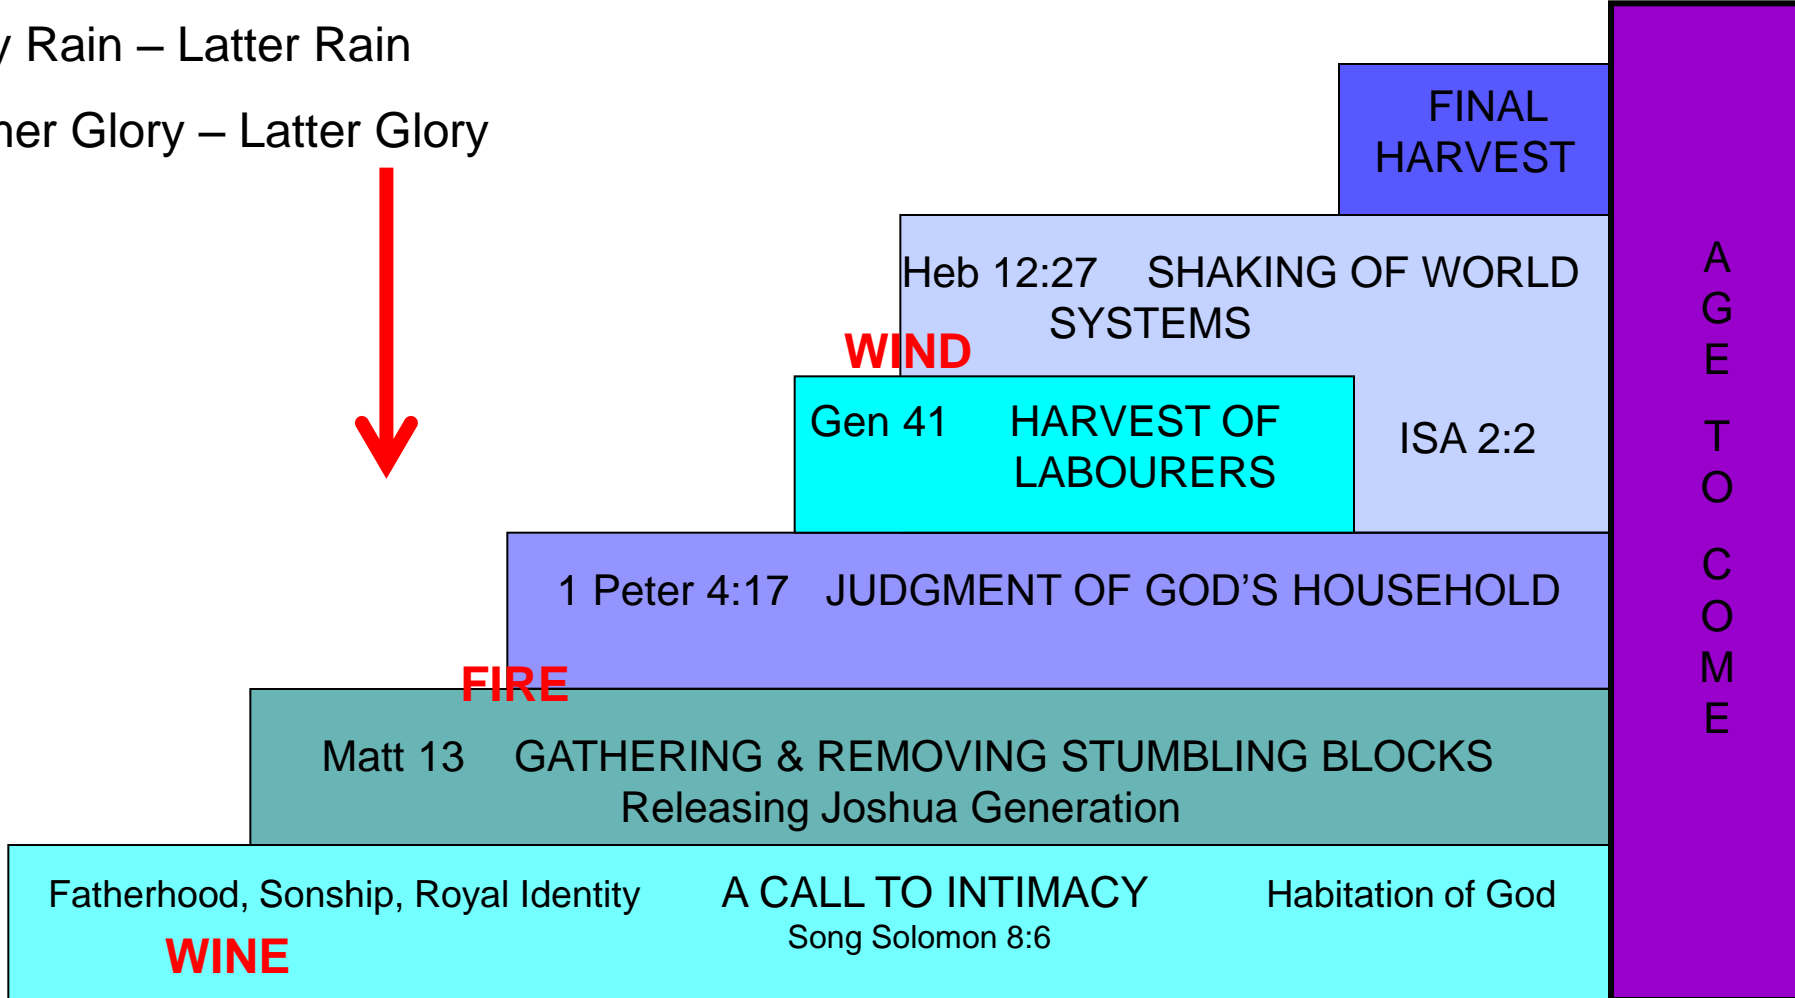 Rain – Latter Rain
Glory – Latter Glory
FINAL
HARVEST
Heb 12:27 SHAKING OF WORLD
SYSTEMS
WIND
Gen 41 HARVEST OF
LABOURERS
ISA 2:2
1 Peter 4:17 JUDGMENT OF GOD’S HOUSEHOLD
FIRE
Matt 13 GATHERING & REMOVING STUMBLING BLOCKS
Releasing Joshua Generation
Fatherhood, Sonship, Royal Identity A CALL TO INTIMACY Habitation of God
Song Solomon 8:6
WINE
AGE TO COME